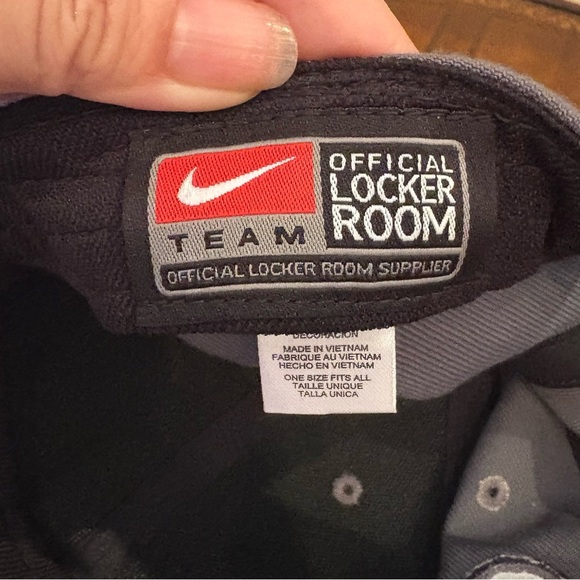 OFFICIAL
LOCKER
ROOM
TEAM
OFFICIAL LOCKER ROOM SUPPLIER
DECORACION
MADE IN VIETNAM
FABRIQUE AU VIETNAM
HECHO EN VIETNAM
ONE SIZE FITS ALL
TAILLE UNIQUE
TALLA UNICA